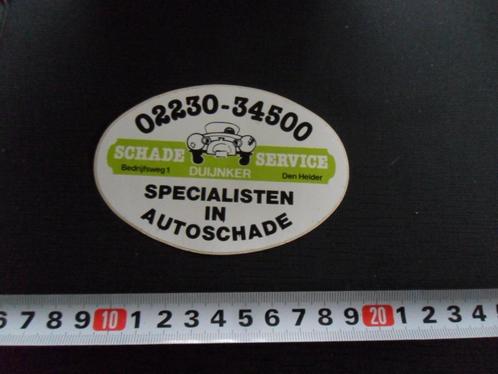 02230-34500
SCHADE SERVICE
Bedrijfsweg 1 DUIJNKER Den Helder
SPECIALISTEN
IN
AUTOSCHADE
6 7 8 9 10 1 2 3 4 5 6 7 8 9 20 1 2 3 4